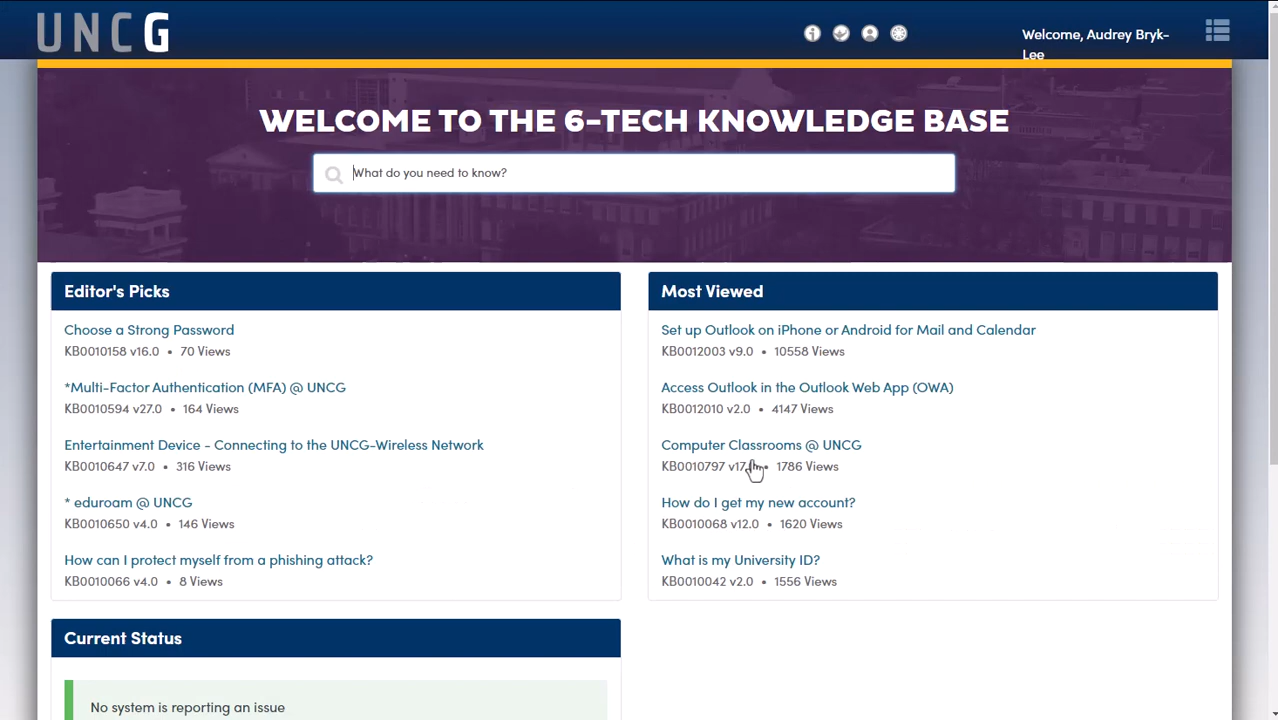 UNCG
Welcome, Audrey Bryk-
Lee
WELCOME TO THE 6-TECH KNOWLEDGE BASE
What do you need to know?
Editor's Picks
Choose a Strong Password
KB0010158 v16.0 • 70 Views
*Multi-Factor Authentication (MFA) @ UNCG
KB0010594 v27.0 • 164 Views
Entertainment Device - Connecting to the UNCG-Wireless Network
KB0010647 v7.0 • 316 Views
* eduroam @ UNCG
KB0010650 v4.0 • 146 Views
How can I protect myself from a phishing attack?
KB0010066 v4.0 • 8 Views
Most Viewed
Set up Outlook on iPhone or Android for Mail and Calendar
KB0012003 v9.0 • 10558 Views
Access Outlook in the Outlook Web App (OWA)
KB0012010 v2.0 • 4147 Views
Computer Classrooms @ UNCG
KB0010797 • 1786 Views
How do I get my new account?
KB0010068 v12.0 • 1620 Views
What is my University ID?
KB0010042 v2.0 • 1556 Views
Current Status
No system is reporting an issue